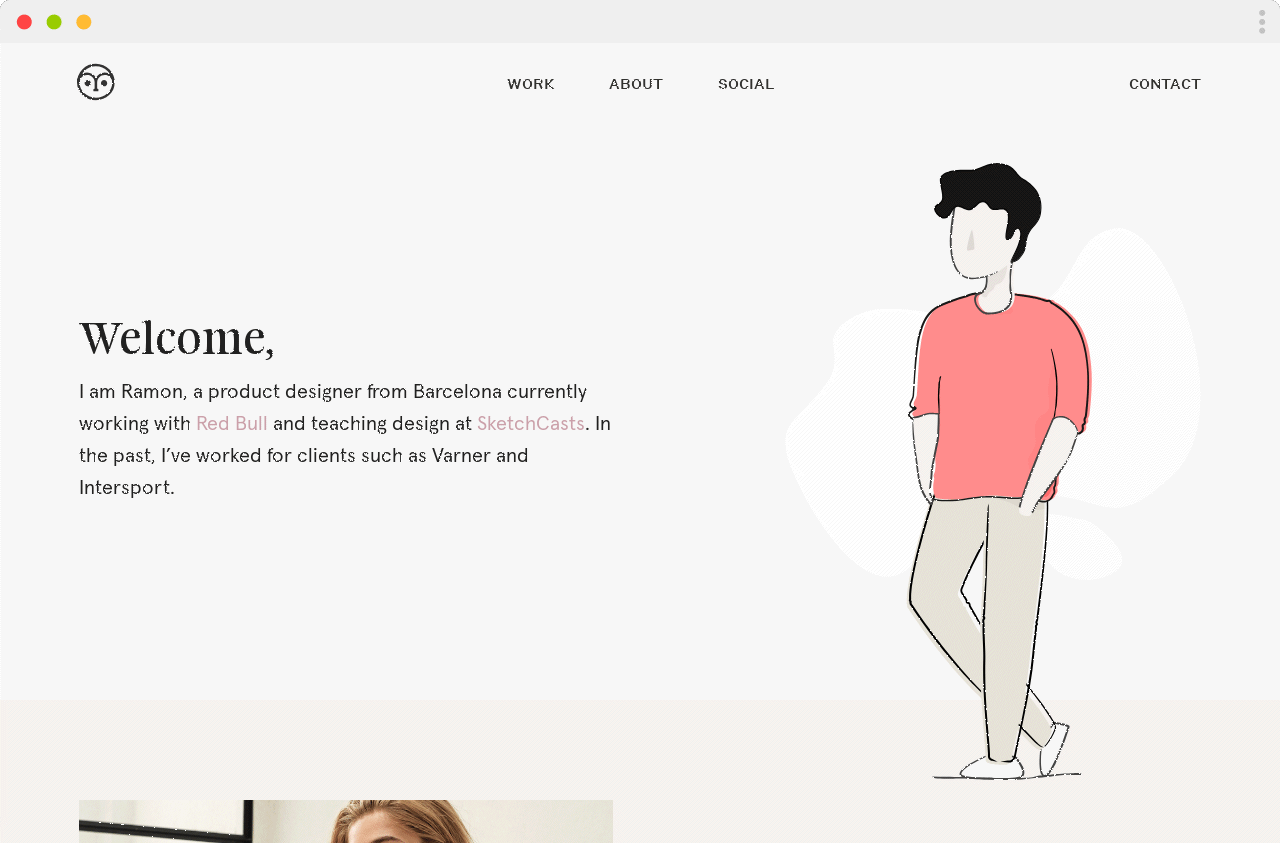 WORK ABOUT SOCIAL CONTACT
Welcome,
I am Ramon, a product designer from Barcelona currently
working with Red Bull and teaching design at SketchCasts. In
the past, I’ve worked for clients such as Varner and
Intersport.